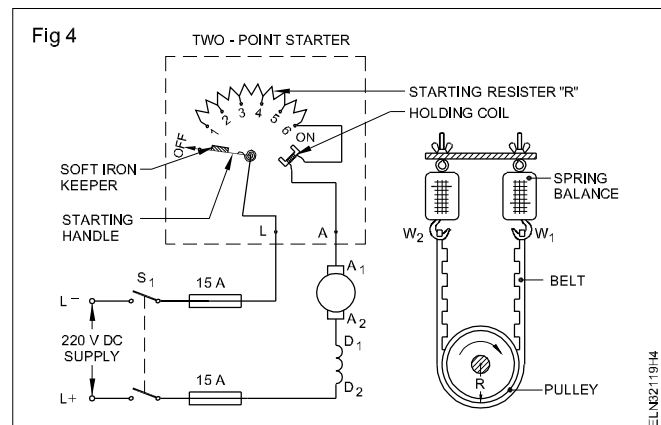 Fig 4
TWO - POINT STARTER
STARTING RESISTER "R"
HOLDING COIL
1
2
3
4
5
6
OFF
ON
SOFT IRON
KEEPER
STARTING
HANDLE
L
A
SPRING
BALANCE
W2
W1
BELT
S1
15 A
L−
A1
A2
220 V DC
SUPPLY
D1
D2
L+
15 A
R
PULLEY
ELN32119H4